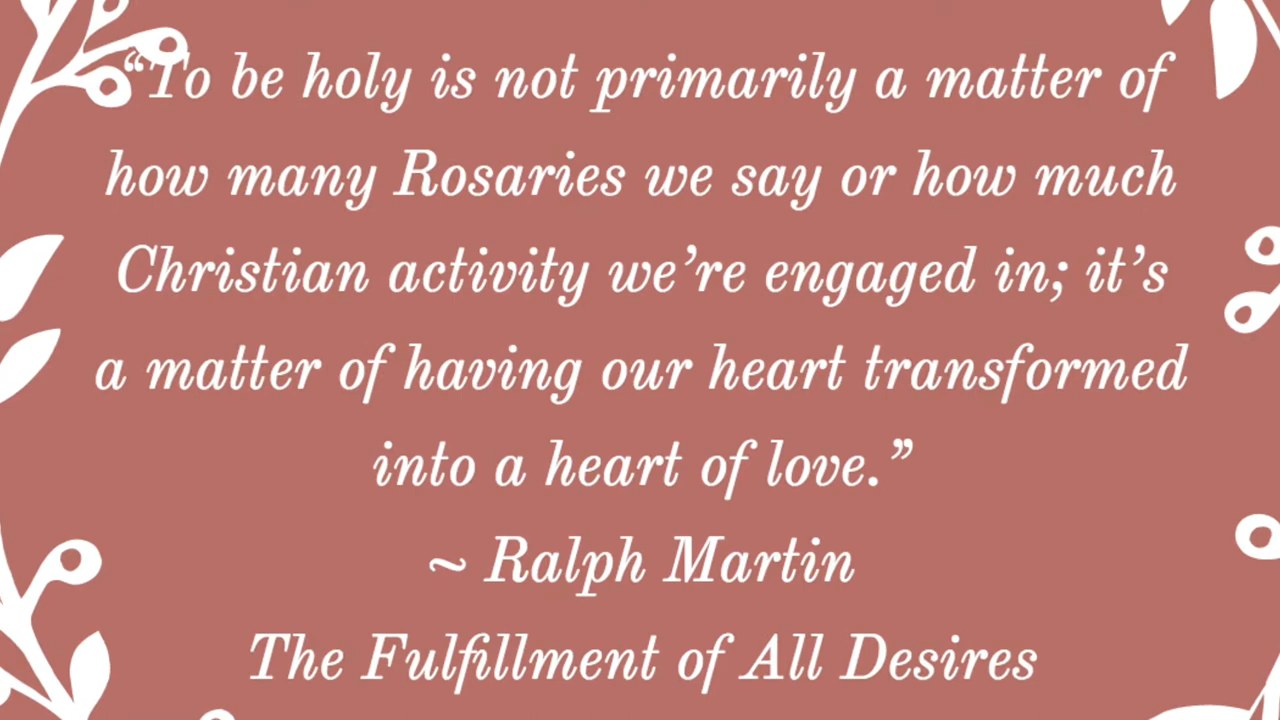 “To be holy is not primarily a matter of
how many Rosaries we say or how much
Christian activity we’re engaged in; it’s
a matter of having our heart transformed
into a heart of love.”
~ Ralph Martin
The Fulfillment of All Desires